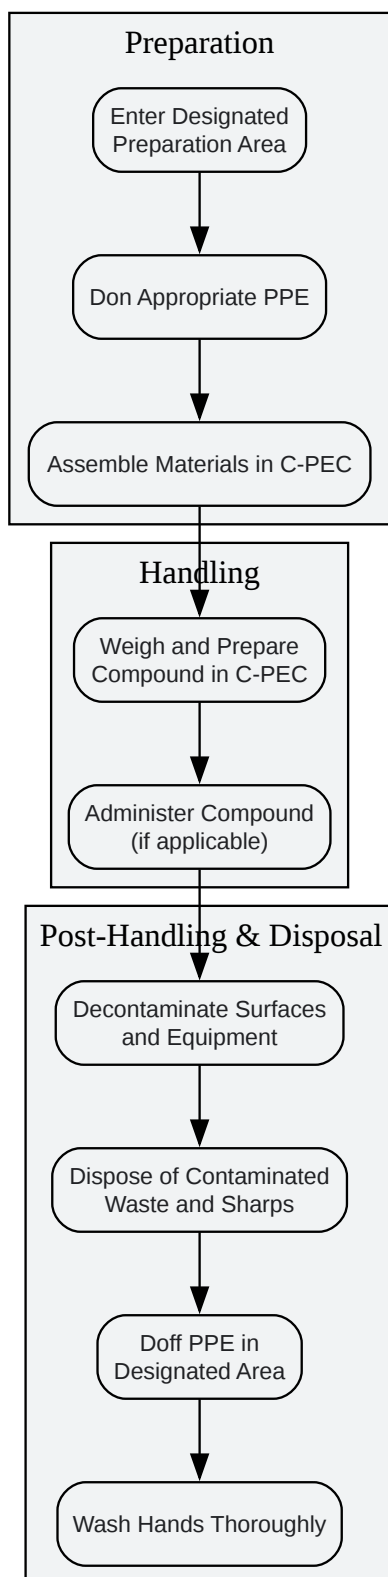 Preparation
Enter Designated
Preparation Area
Don Appropriate PPE
Assemble Materials in C-PEC
Handling
Weigh and Prepare
Compound in C-PEC
Administer Compound
(if applicable)
Post-Handling & Disposal
Decontaminate Surfaces
and Equipment
Dispose of Contaminated
Waste and Sharps
Doff PPE in
Designated Area
Wash Hands Thoroughly